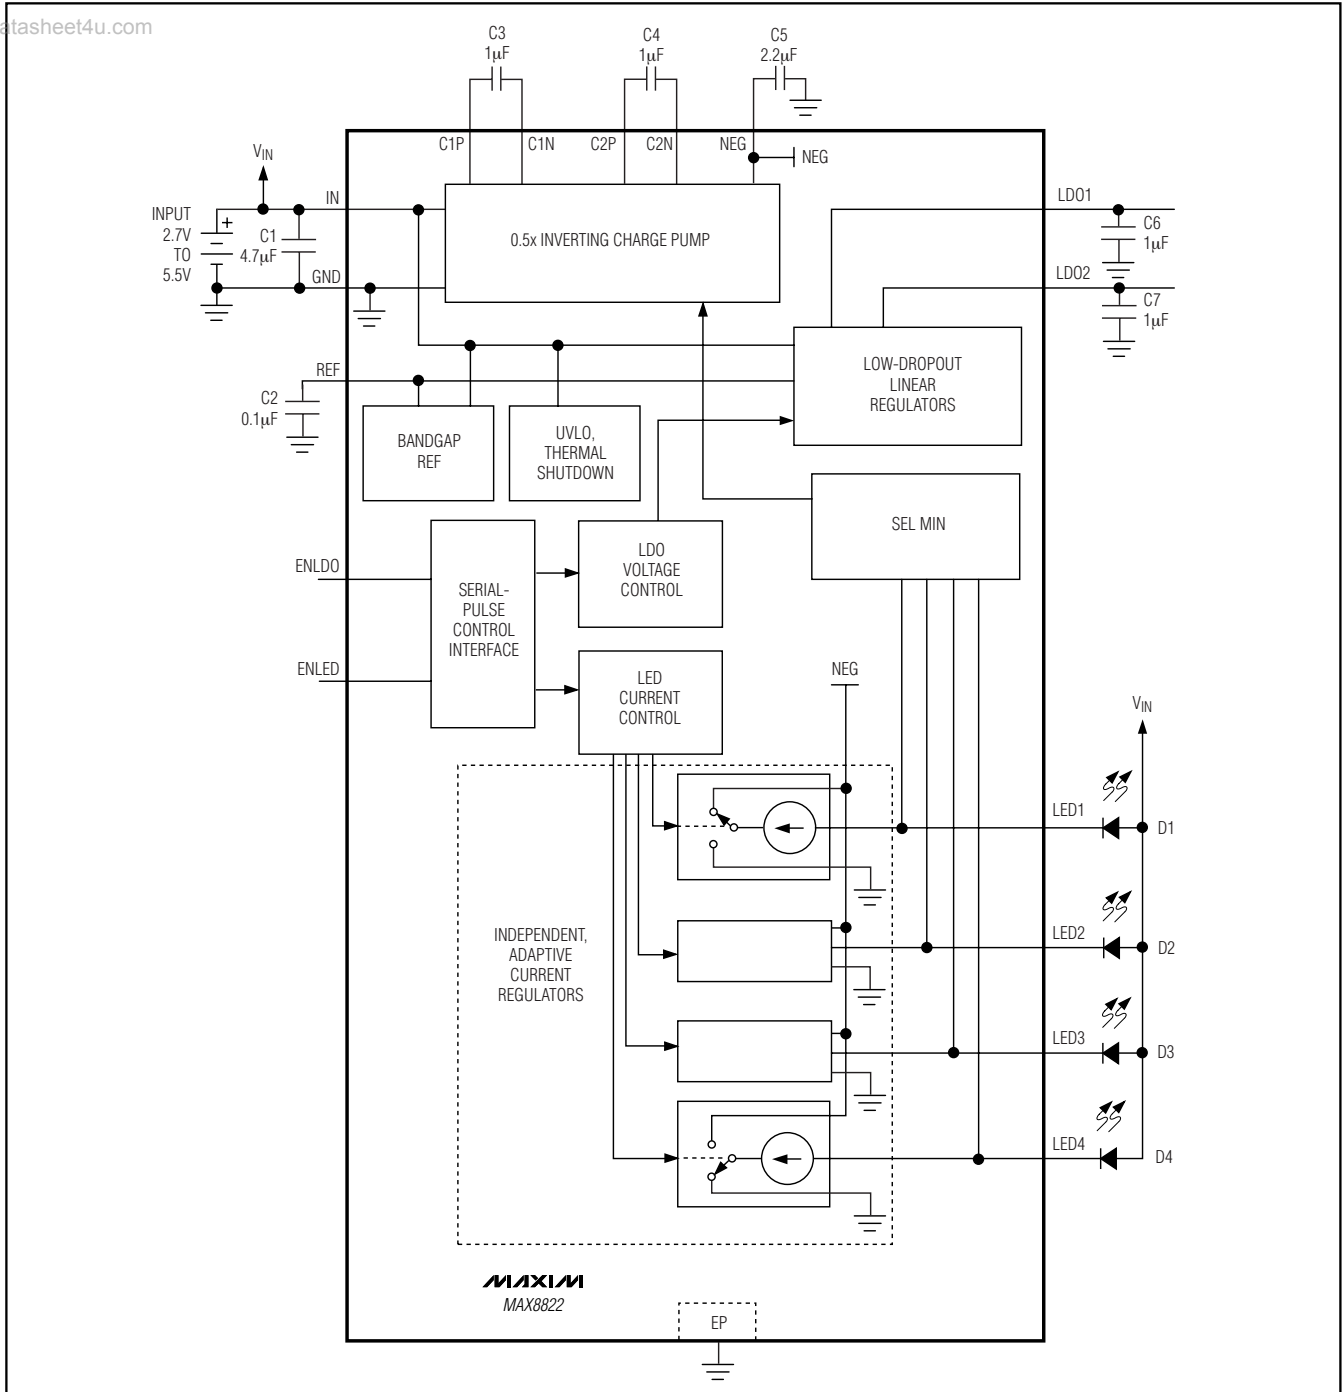 atasheet4u.com
C3
1µF
C4
1µF
C5
2.2µF
C1P
C1N
C2P
C2N
NEG
NEG
VIN
IN
INPUT
2.7V
TO
5.5V
+
C1
4.7µF
GND
0.5x INVERTING CHARGE PUMP
LDO1
C6
1µF
LDO2
C7
1µF
REF
C2
0.1µF
BANDGAP
REF
UVLO,
THERMAL
SHUTDOWN
LOW-DROPOUT
LINEAR
REGULATORS
SEL MIN
ENLDO
ENLED
SERIAL-
PULSE
CONTROL
INTERFACE
LDO
VOLTAGE
CONTROL
LED
CURRENT
CONTROL
NEG
VIN
LED1
D1
LED2
D2
LED3
D3
LED4
D4
INDEPENDENT,
ADAPTIVE
CURRENT
REGULATORS
MAXIM
MAX8822
EP